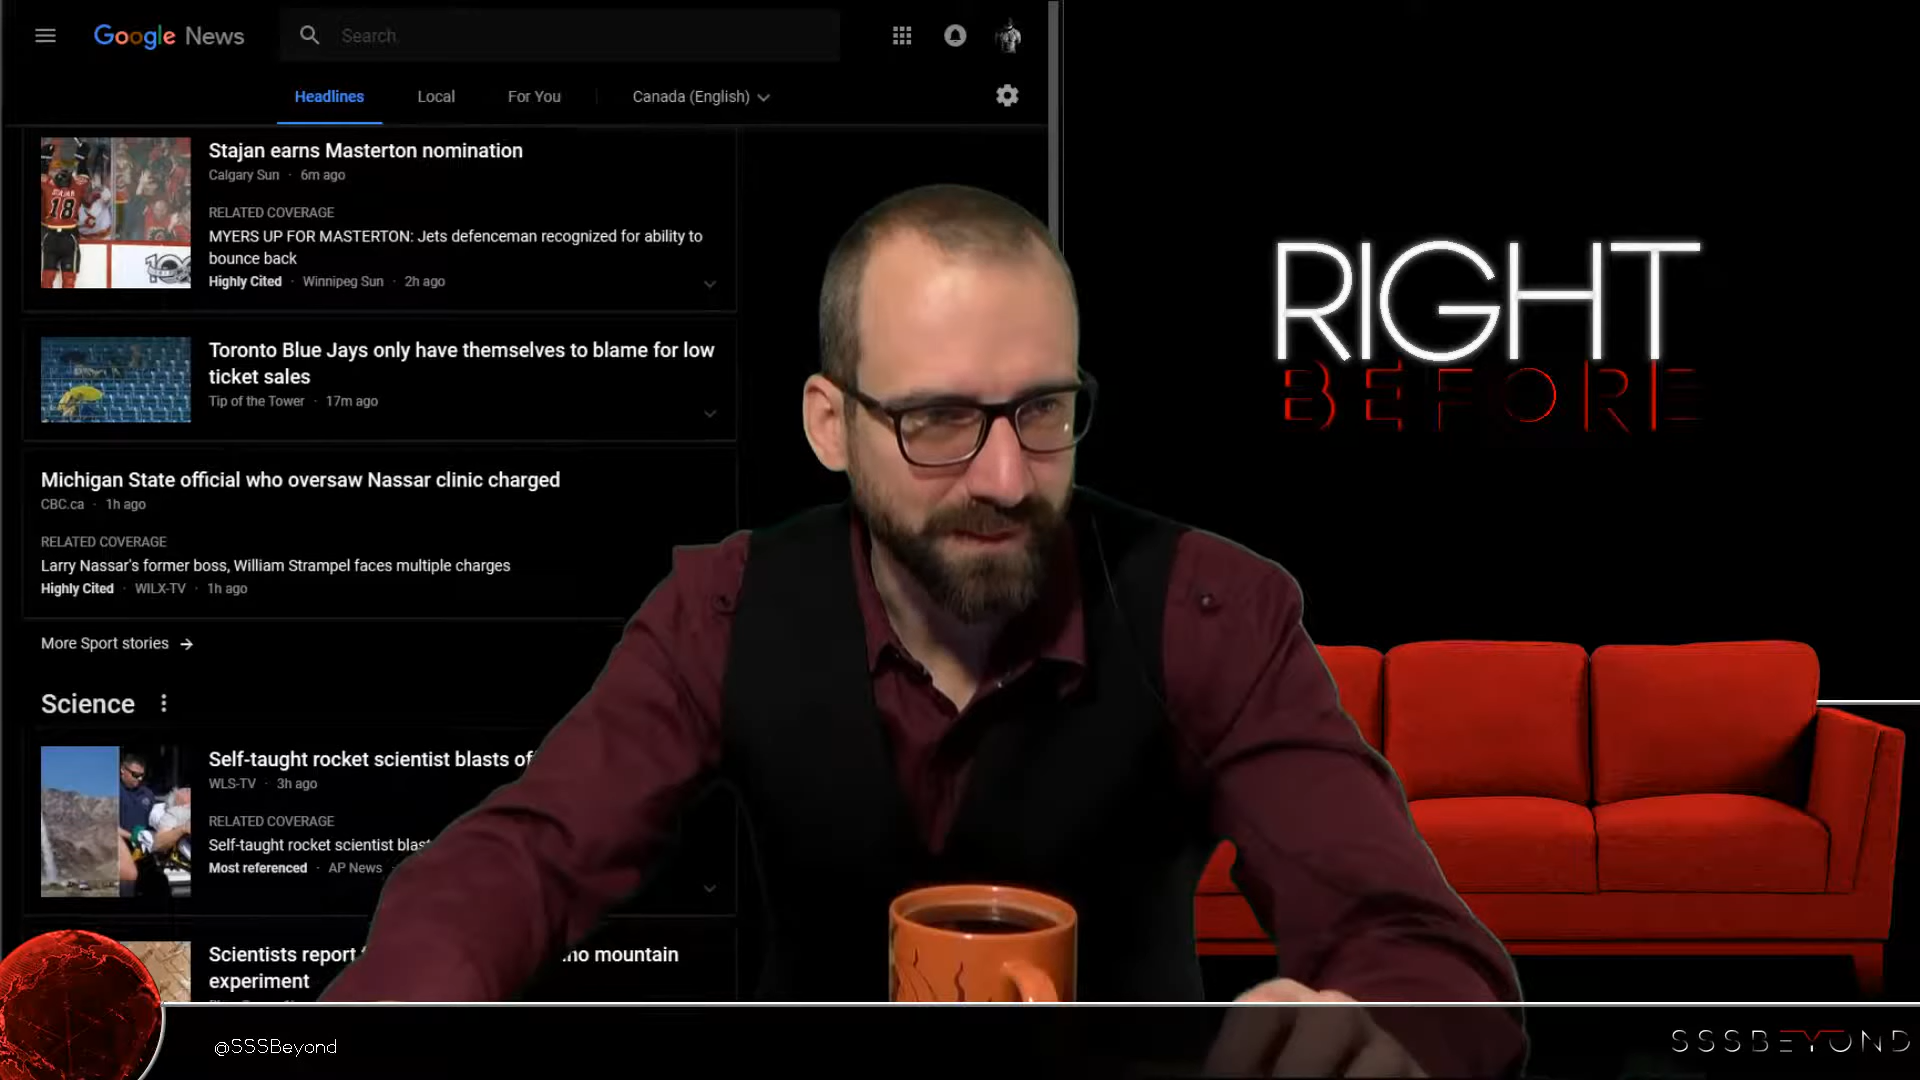 Google News
Search
Headlines
Local
For You
Canada (English)
Stajan earns Masterton nomination
Calgary Sun · 6m ago
RELATED COVERAGE
MYERS UP FOR MASTERTON: Jets defenceman recognized for ability to
bounce back
Highly Cited · Winnipeg Sun · 2h ago
Toronto Blue Jays only have themselves to blame for low
ticket sales
Tip of the Tower · 17m ago
Michigan State official who oversaw Nassar clinic charged
CBC.ca · 1h ago
RELATED COVERAGE
Larry Nassar's former boss, William Strampel faces multiple charges
Highly Cited · WILX-TV · 1h ago
More Sport stories →
Science
Self-taught rocket scientist blasts of
WLS-TV · 3h ago
RELATED COVERAGE
Self-taught rocket scientist blas
Most referenced · AP News
Scientists report mountain
experiment
STAJAN
18
RIGHT
BEFORE
@SSSBeyond
SSSBEYOND